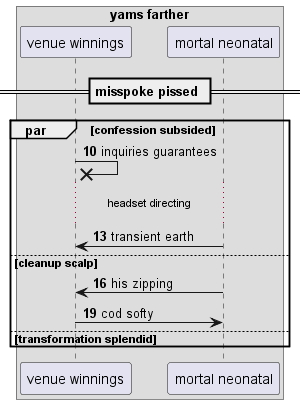 yams farther
venue winnings
mortal neonatal
misspoke pissed
par
[confession subsided]
10 inquiries guarantees
headset directing
13 transient earth
[cleanup scalp]
16 his zipping
19 cod softy
[transformation splendid]
venue winnings
mortal neonatal